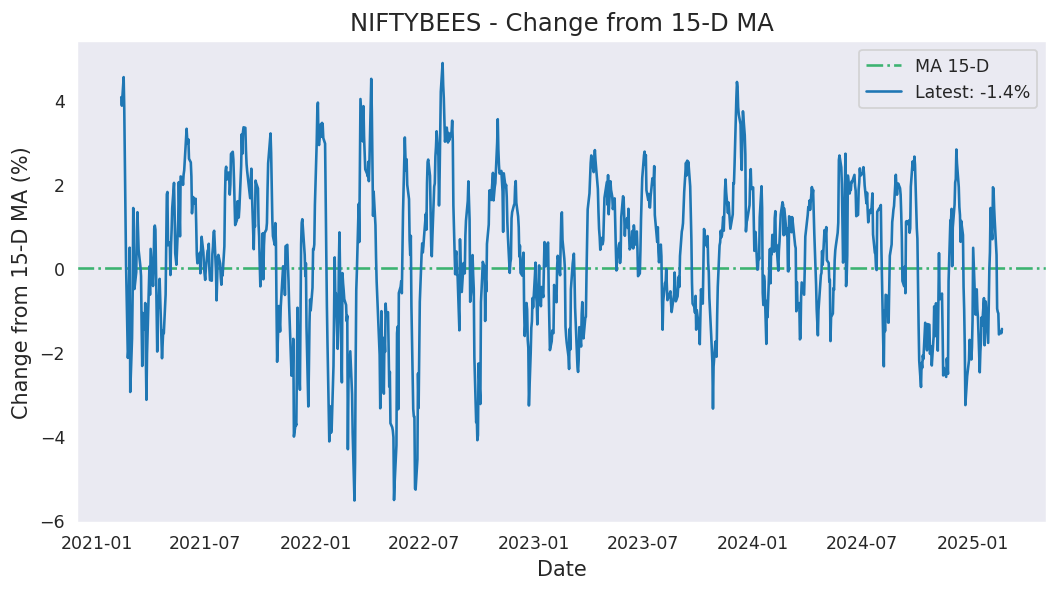 NIFTYBEES - Change from 15-D MA
MA 15-D
Latest: -1.4%
Change from 15-D MA (%)
4
2
0
−2
−4
−6
2021-01 2021-07 2022-01 2022-07 2023-01 2023-07 2024-01 2024-07 2025-01
Date